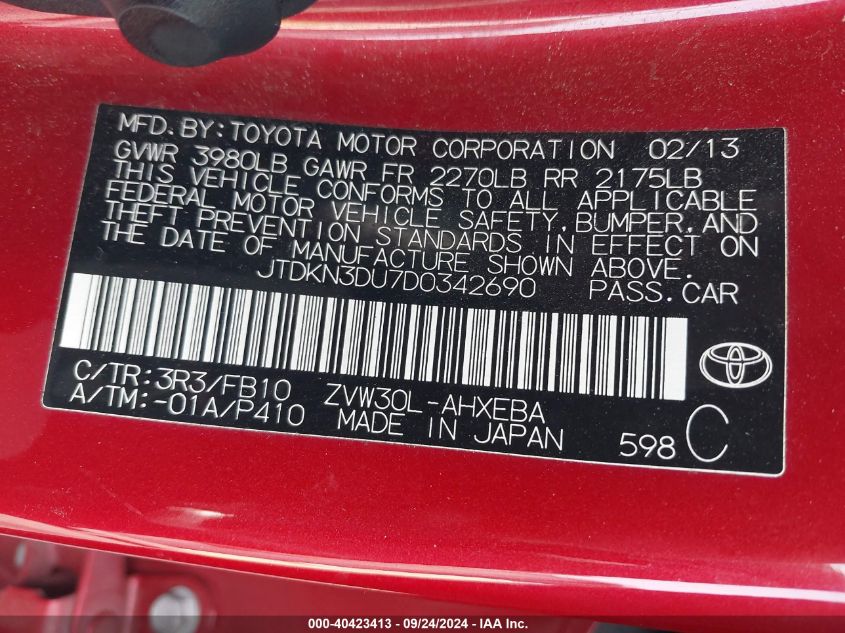 MFD. BY: TOYOTA MOTOR CORPORATION 02/13
GVWR 3980LB GAWR FR 2270LB RR 2175LB
THIS VEHICLE CONFORMS TO ALL APPLICABLE
FEDERAL MOTOR VEHICLE SAFETY, BUMPER, AND
THEFT PREVENTION STANDARDS IN EFFECT ON
THE DATE OF MANUFACTURE SHOWN ABOVE.
JTDKN3DU7D0342690 PASS. CAR
C/TR: 3R3/FB10 ZVW30L-AHXEBA
A/TM: -01A/P410 MADE IN JAPAN 598 C
000-40423413 - 09/24/2024 - IAA Inc.